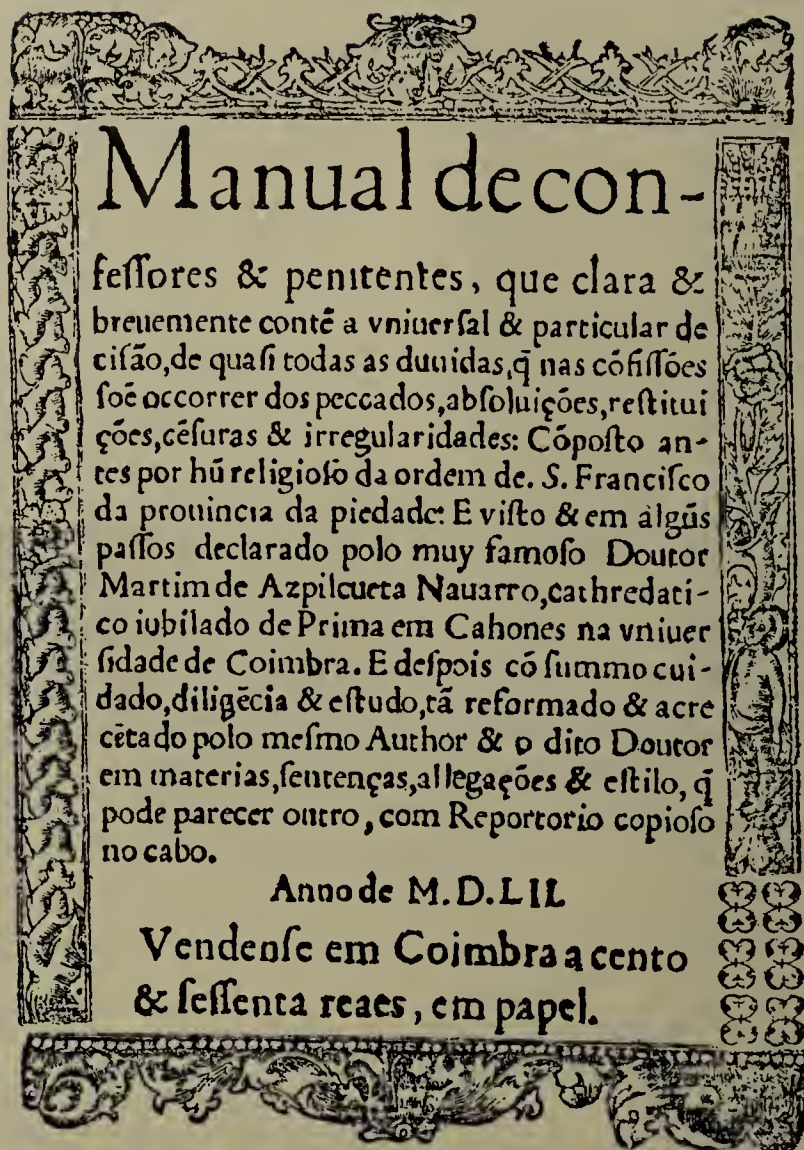 Manual de con-
feſſores & penitentes, que clara &
breuemente contẽ a vniuerſal & particular de
ciſão, de quaſi todas as duuidas, q̃ nas cõfiſſões
ſoẽ occorrer dos peccados, abſoluições, reſtitui
ções, cẽſuras & irregularidades: Cõpoſto an-
tes por hũ religioſo da ordem de. S. Franciſco
da prouincia da piedade: E viſto & em algũs
paſſos declarado polo muy famoſo Doutor
Martim de Azpilcueta Nauarro, cathredati-
co iubilado de Prima em Cahones na vniuer
ſidade de Coimbra. E deſpois cõ ſummo cui-
dado, diligẽcia & eſtudo, tã reformado & acre
cẽtado polo meſmo Author & o dito Doutor
em materias, ſentenças, allegações & eſtilo, q̃
pode parecer outro, com Reportorio copioſo
no cabo.
Anno de M.D.LII.
Vendenſe em Coimbra a cento
& ſeſſenta reaes, em papel.